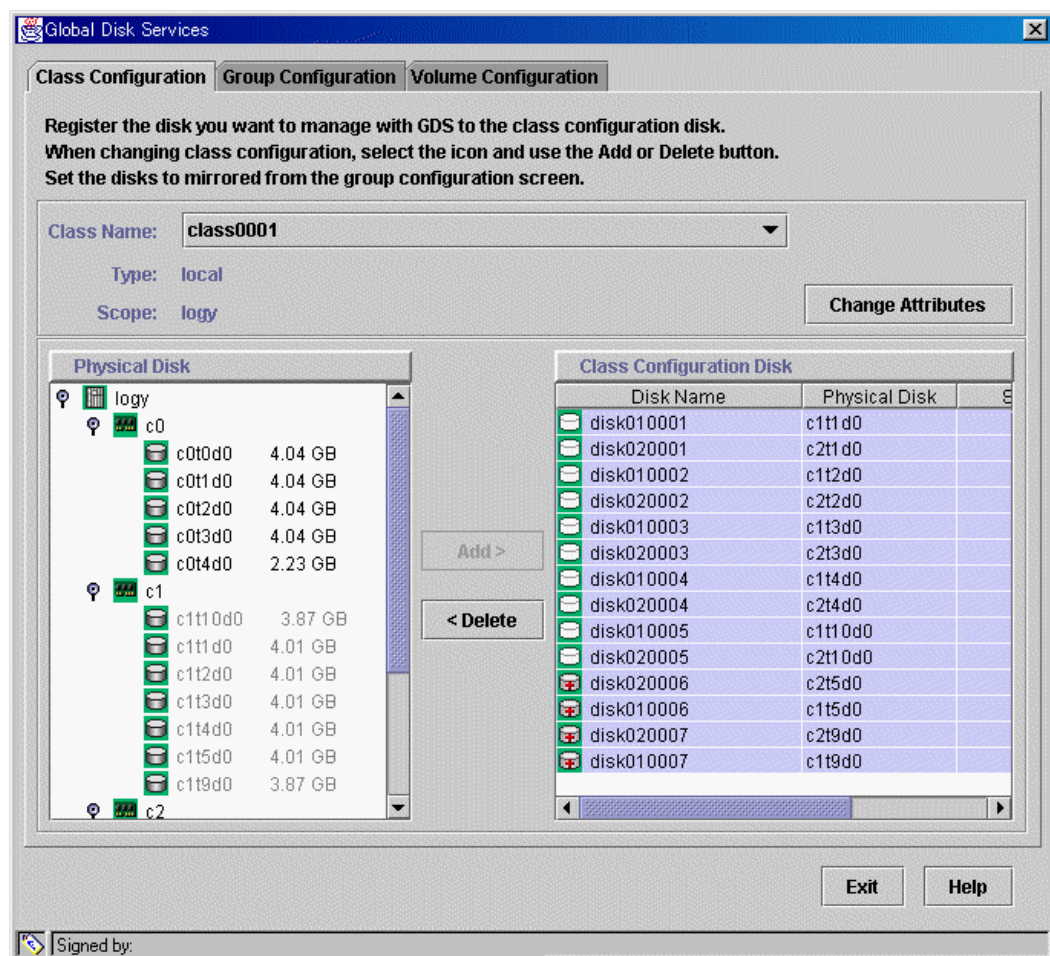 Global Disk Services
Class Configuration Group Configuration Volume Configuration
Register the disk you want to manage with GDS to the class configuration disk.
When changing class configuration, select the icon and use the Add or Delete button.
Set the disks to mirrored from the group configuration screen.
Class Name: class0001
Type: local
Scope: logy
Change Attributes
Physical Disk
logy
c0
c0t0d0 4.04 GB
c0t1d0 4.04 GB
c0t2d0 4.04 GB
c0t3d0 4.04 GB
c0t4d0 2.23 GB
c1
c1t10d0 3.87 GB
c1t1d0 4.01 GB
c1t2d0 4.01 GB
c1t3d0 4.01 GB
c1t4d0 4.01 GB
c1t5d0 4.01 GB
c1t9d0 3.87 GB
c2
Add >
< Delete
Class Configuration Disk
Disk Name Physical Disk
disk010001 c1t1d0
disk020001 c2t1d0
disk010002 c1t2d0
disk020002 c2t2d0
disk010003 c1t3d0
disk020003 c2t3d0
disk010004 c1t4d0
disk020004 c2t4d0
disk010005 c1t10d0
disk020005 c2t10d0
disk020006 c2t5d0
disk010006 c1t5d0
disk020007 c2t9d0
disk010007 c1t9d0
Exit Help
Signed by: